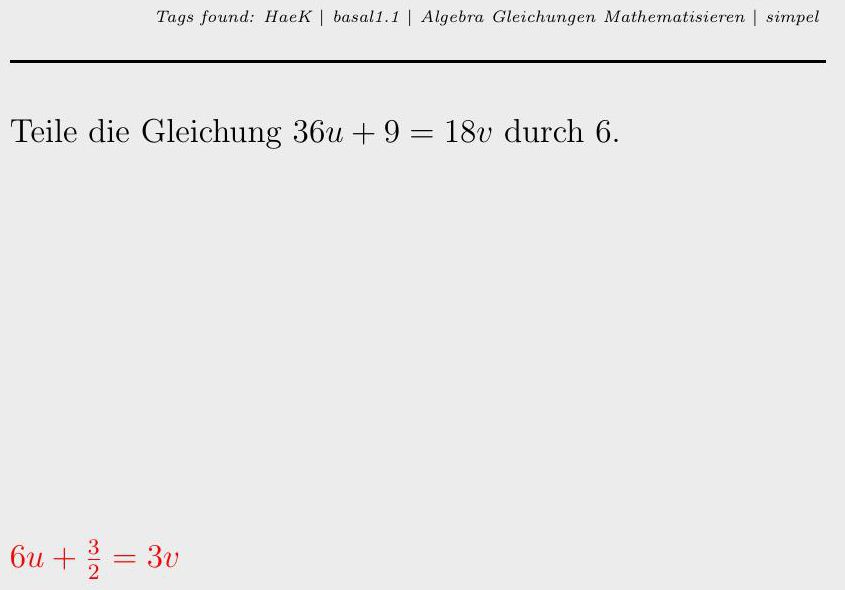 Tags found: HaeK | basal1.1 | Algebra Gleichungen Mathematisieren | simpel
Teile die Gleichung $36u + 9 = 18v$ durch 6.
$6u + \frac{3}{2} = 3v$